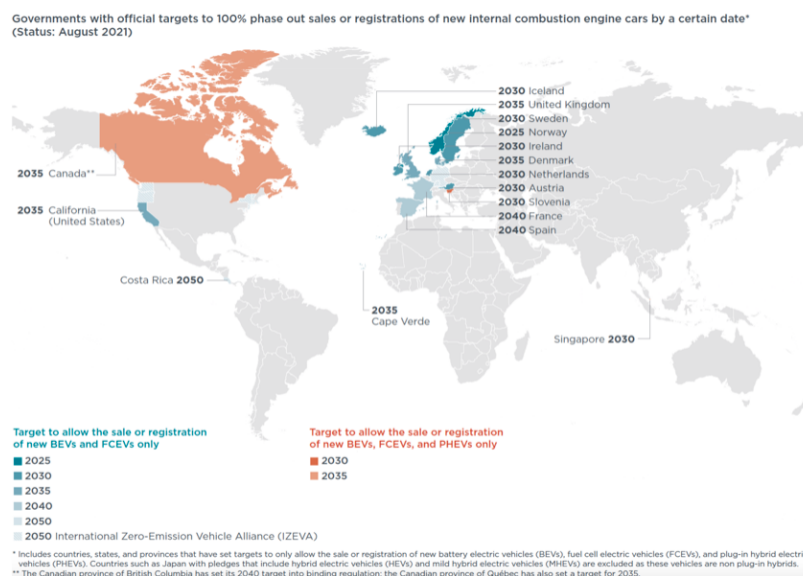 Governments with official targets to 100% phase out sales or registrations of new internal combustion engine cars by a certain date*
(Status: August 2021)
2030 Iceland
2035 United Kingdom
2030 Sweden
2025 Norway
2030 Ireland
2035 Denmark
2030 Netherlands
2030 Austria
2030 Slovenia
2040 France
2040 Spain
2035 Canada**
2035 California
(United States)
Costa Rica 2050
2035
Cape Verde
Singapore 2030
Target to allow the sale or registration
of new BEVs and FCEVs only
2025
2030
2035
2040
2050
2050 International Zero-Emission Vehicle Alliance (IZEVA)
Target to allow the sale or registration
of new BEVs, FCEVs, and PHEVs only
2030
2035
* Includes countries, states, and provinces that have set targets to only allow the sale or registration of new battery electric vehicles (BEVs), fuel cell electric vehicles (FCEVs), and plug-in hybrid electri
vehicles (PHEVs). Countries such as Japan with pledges that include hybrid electric vehicles (HEVs) and mild hybrid electric vehicles (MHEVs) are excluded as these vehicles are non plug-in hybrids.
** The Canadian province of British Columbia has set its 2040 target into binding regulation; the Canadian province of Québec has also set a target for 2035.